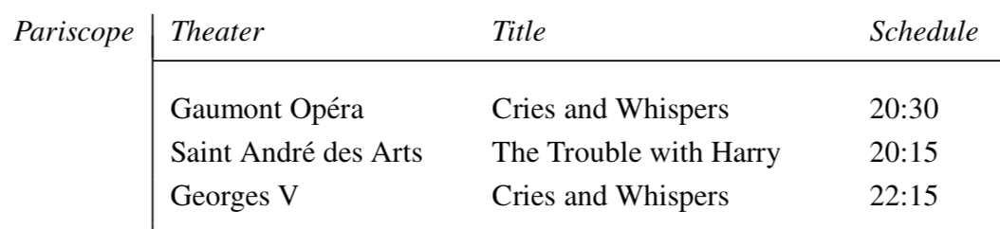 Pariscope Theater Title Schedule
Gaumont Opéra Cries and Whispers 20:30
Saint André des Arts The Trouble with Harry 20:15
Georges V Cries and Whispers 22:15